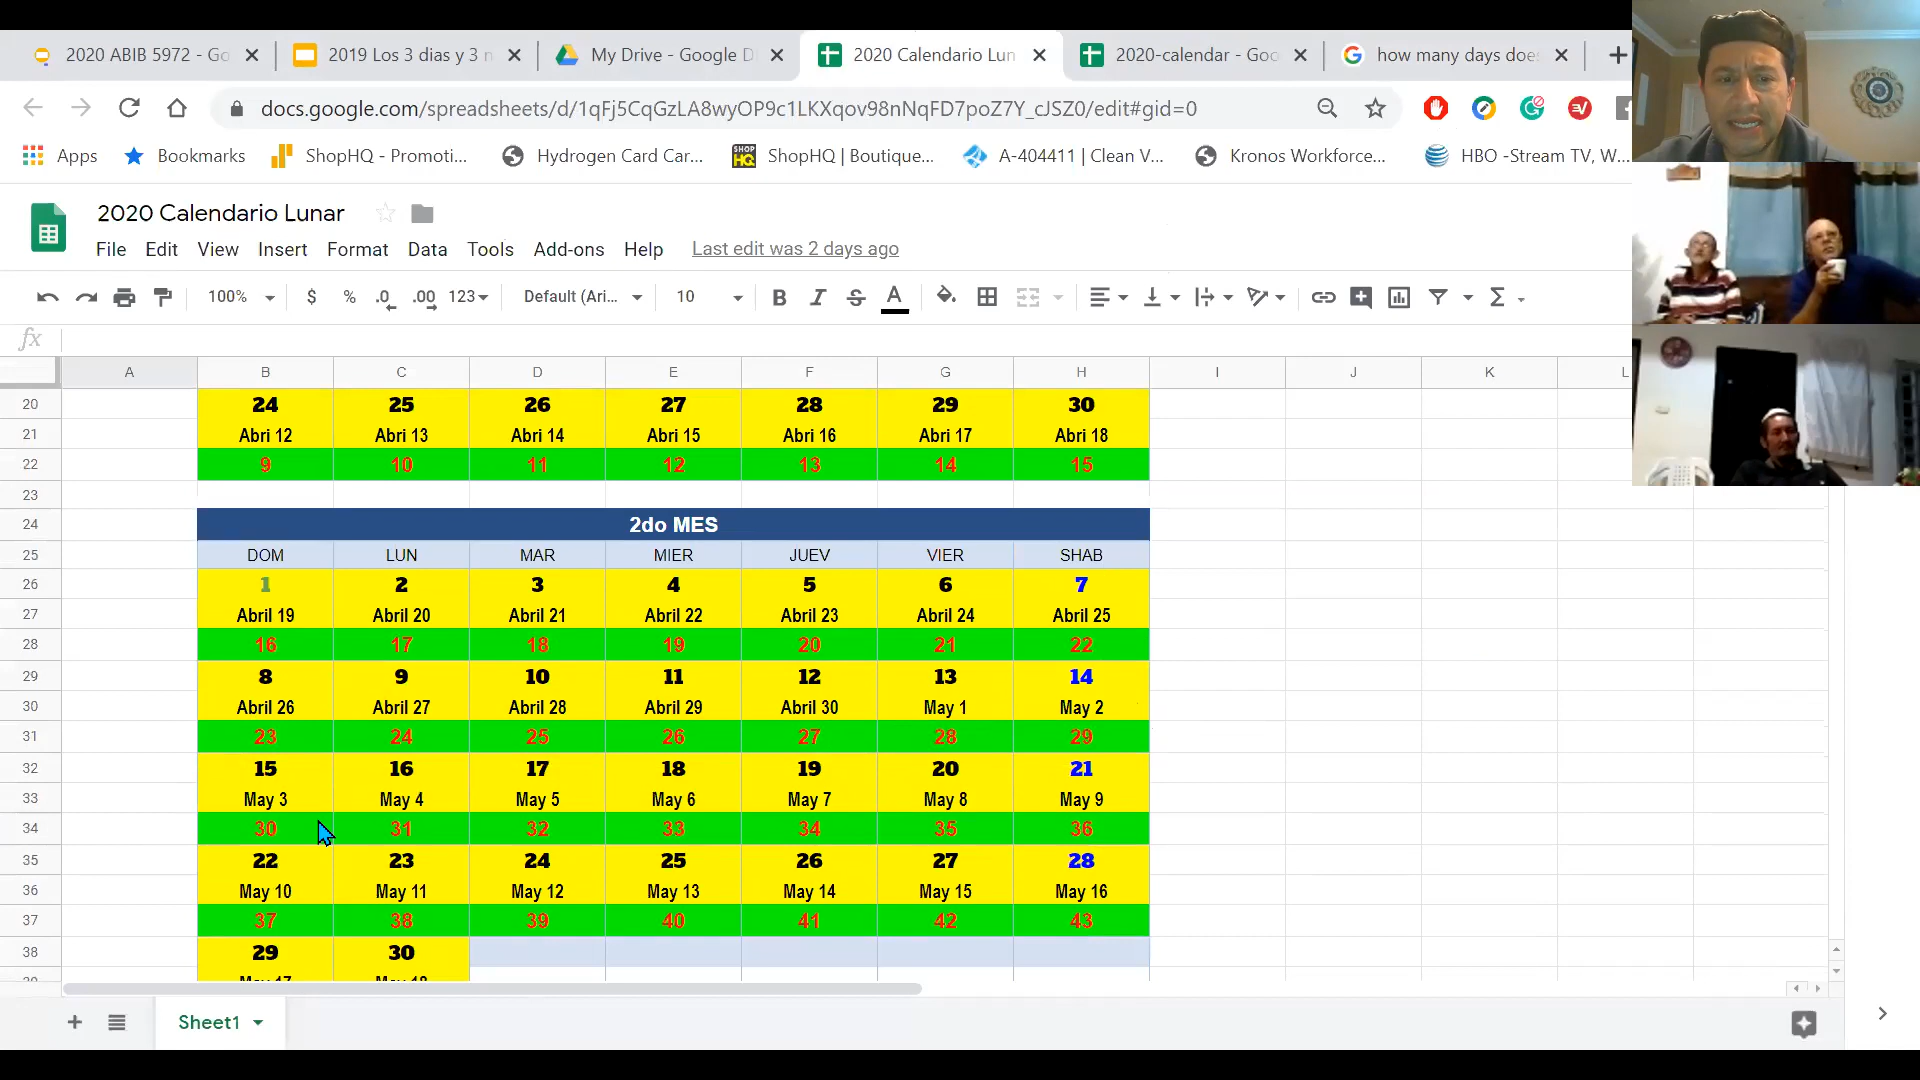 2020 ABIB 5972 - Go
2019 Los 3 dias y 3 n
My Drive - Google D
2020 Calendario Lun
2020-calendar - Goo
how many days does
docs.google.com/spreadsheets/d/1qFj5CqGzLA8wyOP9c1LKXqov98nNqFD7poZ7Y_cJSZ0/edit#gid=0
Apps Bookmarks ShopHQ - Promoti... Hydrogen Card Car... ShopHQ | Boutique... A-404411 | Clean V... Kronos Workforce... HBO -Stream TV, W...
2020 Calendario Lunar
File Edit View Insert Format Data Tools Add-ons Help Last edit was 2 days ago
100% $ % .0 .00 123 Default (Ari... 10 B I S A Σ
fx
A B C D E F G H I J K L
20 24 25 26 27 28 29 30
21 Abri 12 Abri 13 Abri 14 Abri 15 Abri 16 Abri 17 Abri 18
22 9 10 11 12 13 14 15
23
24 2do MES
25 DOM LUN MAR MIER JUEV VIER SHAB
26 1 2 3 4 5 6 7
27 Abril 19 Abril 20 Abril 21 Abril 22 Abril 23 Abril 24 Abril 25
28 16 17 18 19 20 21 22
29 8 9 10 11 12 13 14
30 Abril 26 Abril 27 Abril 28 Abril 29 Abril 30 May 1 May 2
31 23 24 25 26 27 28 29
32 15 16 17 18 19 20 21
33 May 3 May 4 May 5 May 6 May 7 May 8 May 9
34 30 31 32 33 34 35 36
35 22 23 24 25 26 27 28
36 May 10 May 11 May 12 May 13 May 14 May 15 May 16
37 37 38 39 40 41 42 43
38 29 30
May 17 May 18
Sheet1